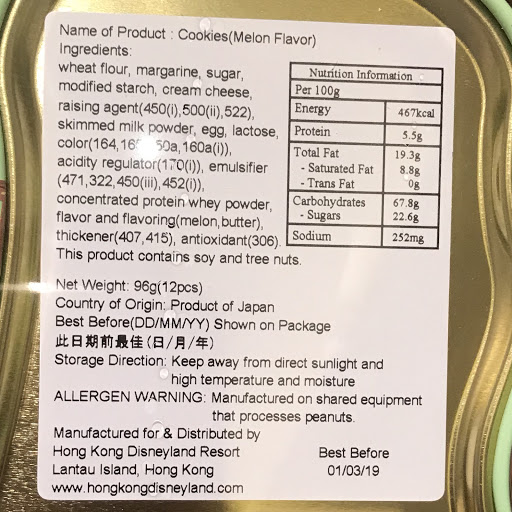 Name of Product : Cookies(Melon Flavor)
Ingredients:
wheat flour, margarine, sugar,
modified starch, cream cheese,
raising agent(450(i),500(ii),522),
skimmed milk powder, egg, lactose,
color(164,16 50a,160a(i)),
acidity regulator(170(i)), emulsifier
(471,322,450(iii),452(i)),
concentrated protein whey powder,
flavor and flavoring(melon,butter),
thickener(407,415), antioxidant(306).
This product contains soy and tree nuts.
Nutrition Information
Per 100g
Energy 467kcal
Protein 5.5g
Total Fat 19.3g
- Saturated Fat 8.8g
- Trans Fat 0g
Carbohydrates 67.8g
- Sugars 22.6g
Sodium 252mg
Net Weight: 96g(12pcs)
Country of Origin: Product of Japan
Best Before(DD/MM/YY) Shown on Package
此日期前最佳 (日/月/年)
Storage Direction: Keep away from direct sunlight and
high temperature and moisture
ALLERGEN WARNING: Manufactured on shared equipment
that processes peanuts.
Manufactured for & Distributed by
Hong Kong Disneyland Resort
Lantau Island, Hong Kong
www.hongkongdisneyland.com
Best Before
01/03/19